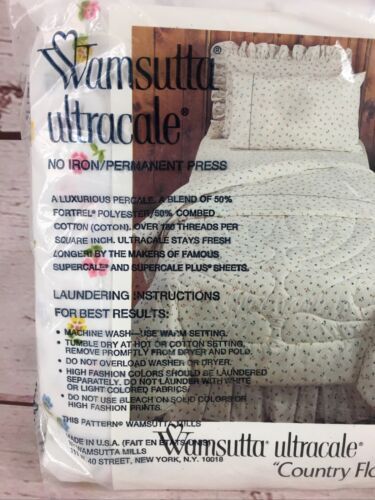 Wamsutta®
ultracale®
NO IRON/PERMANENT PRESS
A LUXURIOUS PERCALE. A BLEND OF 50%
FORTREL® POLYESTER/50% COMBED
COTTON (COTON). OVER 180 THREADS PER
SQUARE INCH. ULTRACALE STAYS FRESH
LONGER! BY THE MAKERS OF FAMOUS
SUPERCALE® AND SUPERCALE PLUS® SHEETS.
LAUNDERING INSTRUCTIONS
FOR BEST RESULTS:
• MACHINE WASH—USE WARM SETTING.
• TUMBLE DRY AT HOT OR COTTON SETTING,
REMOVE PROMPTLY FROM DRYER AND FOLD.
• DO NOT OVERLOAD WASHER OR DRYER.
• HIGH FASHION COLORS SHOULD BE LAUNDERED
SEPARATELY. DO NOT LAUNDER WITH WHITE
OR LIGHT COLORED FABRICS.
• DO NOT USE BLEACH ON SOLID COLORS OR
HIGH FASHION PRINTS.
THIS PATTERN® WAMSUTTA MILLS
MADE IN U.S.A. (FAIT EN ÉTATS-UNIS)
WAMSUTTA MILLS
40 STREET, NEW YORK, N.Y. 10018
Wamsutta® ultracale®
"Country Flo